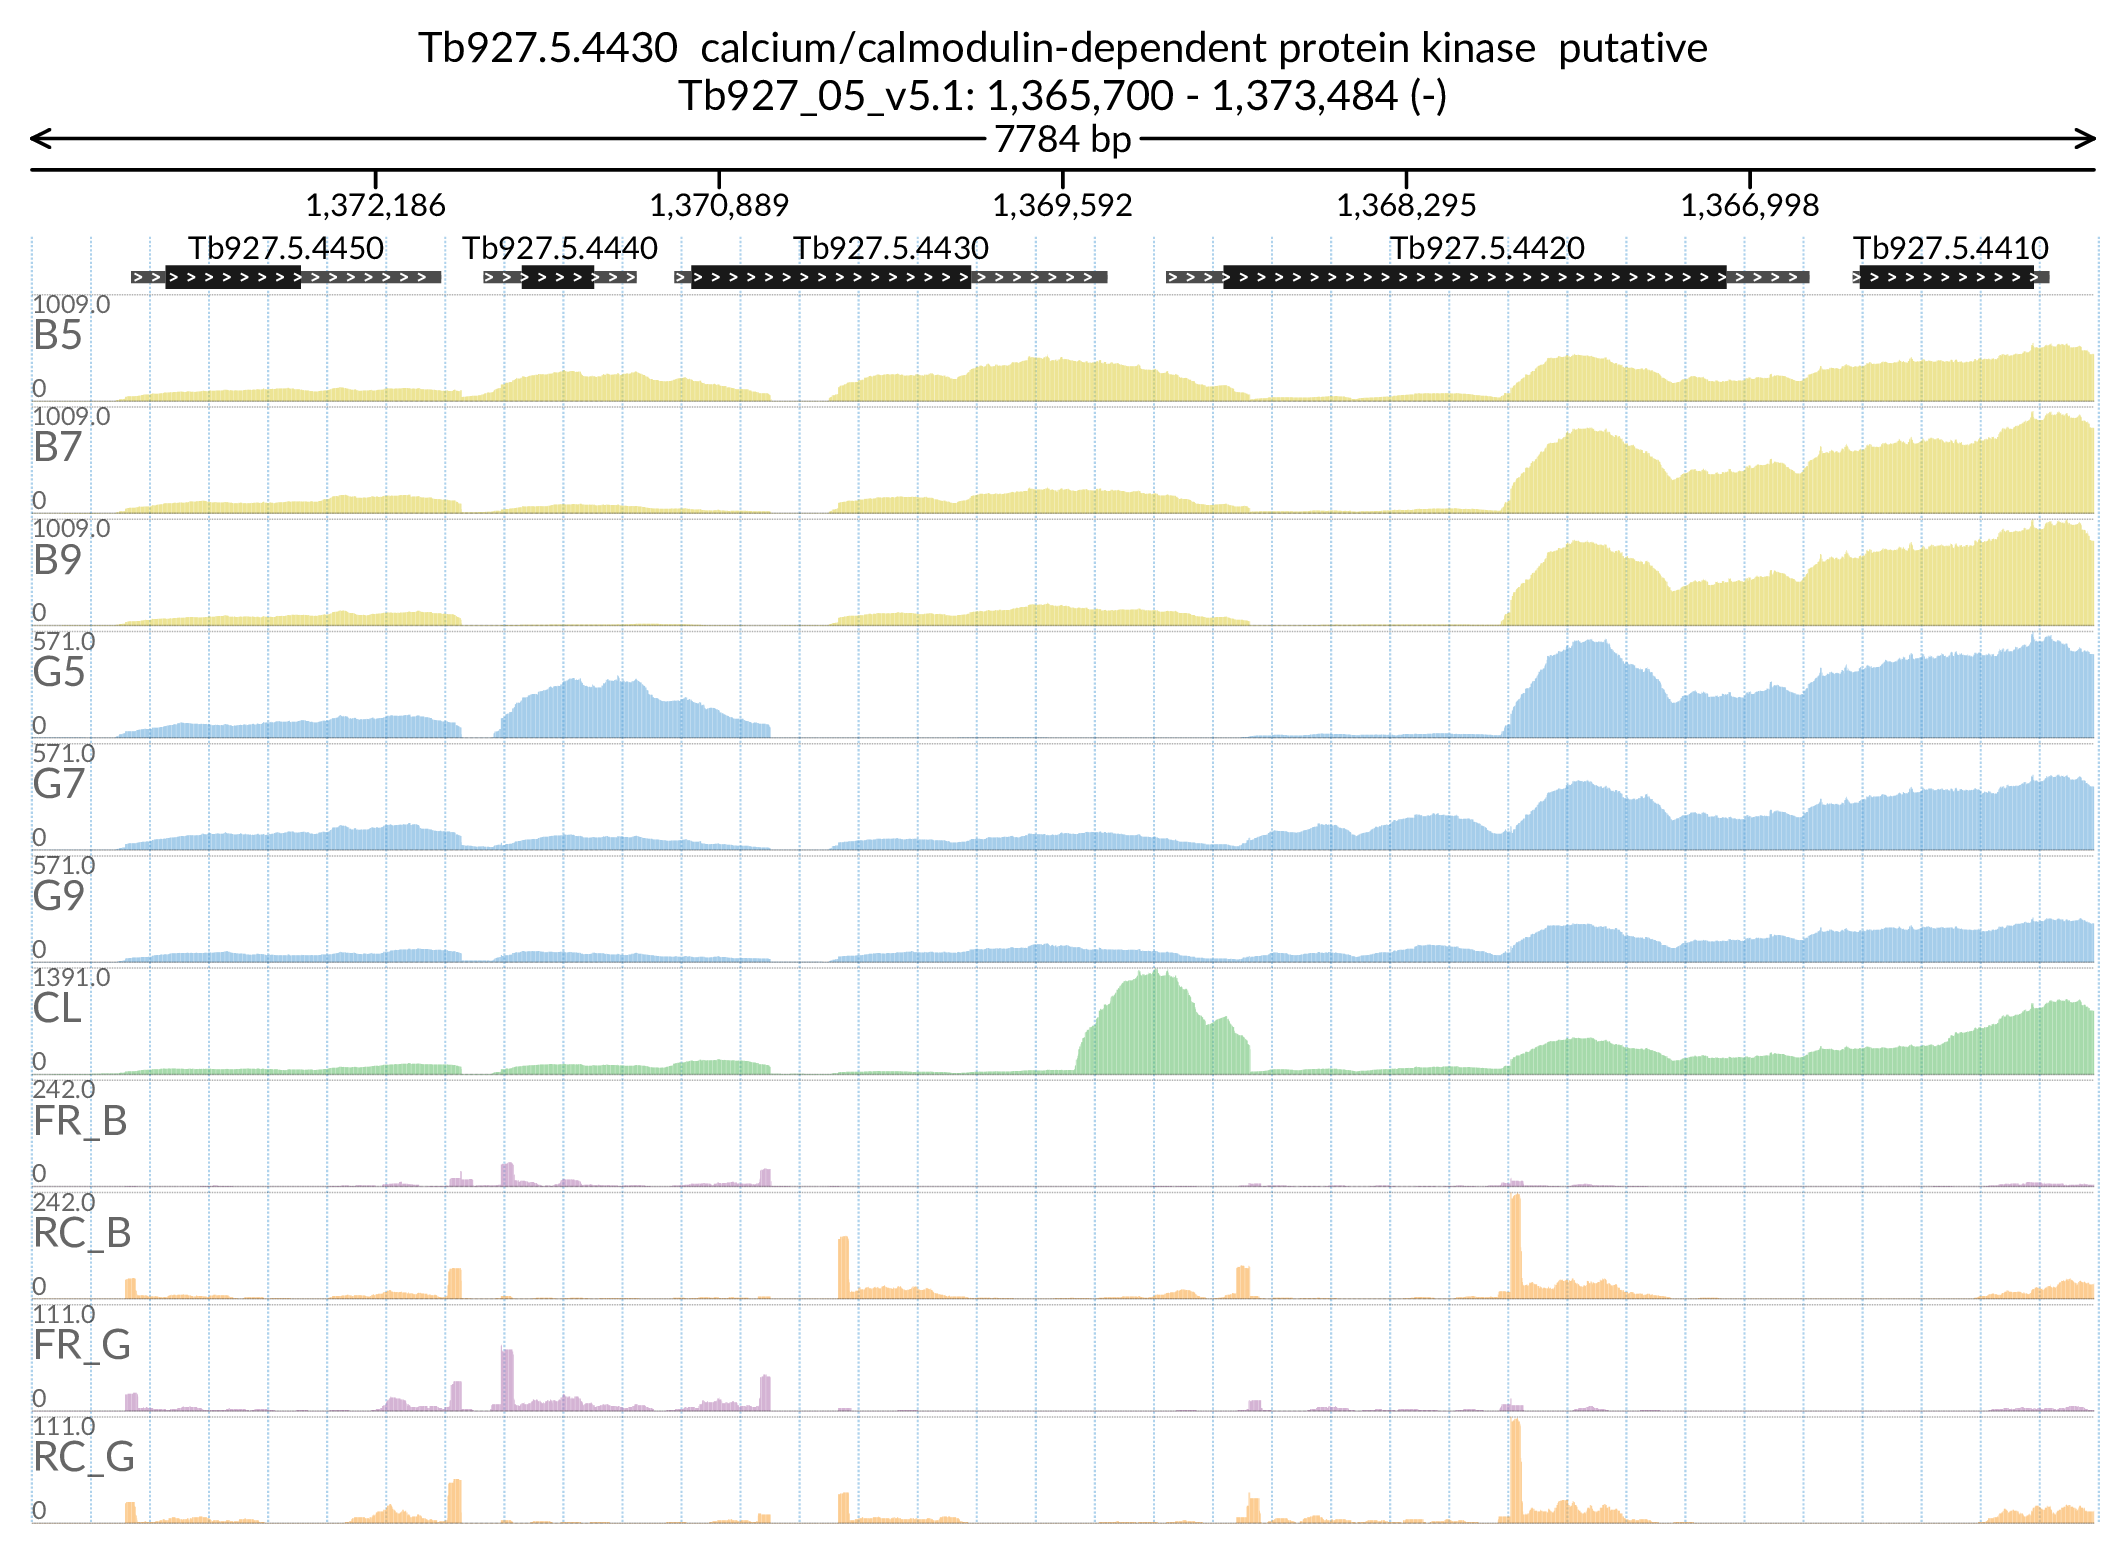 Tb927.5.4430  calcium/calmodulin-dependent protein kinase  putative
Tb927_05_v5.1: 1,365,700 - 1,373,484 (-)
7784 bp
1,372,186 1,370,889 1,369,592 1,368,295 1,366,998
Tb927.5.4450 Tb927.5.4440 Tb927.5.4430 Tb927.5.4420 Tb927.5.4410
1009.0
B5
0
1009.0
B7
0
1009.0
B9
0
571.0
G5
0
571.0
G7
0
571.0
G9
0
1391.0
CL
0
242.0
FR_B
0
242.0
RC_B
0
111.0
FR_G
0
111.0
RC_G
0